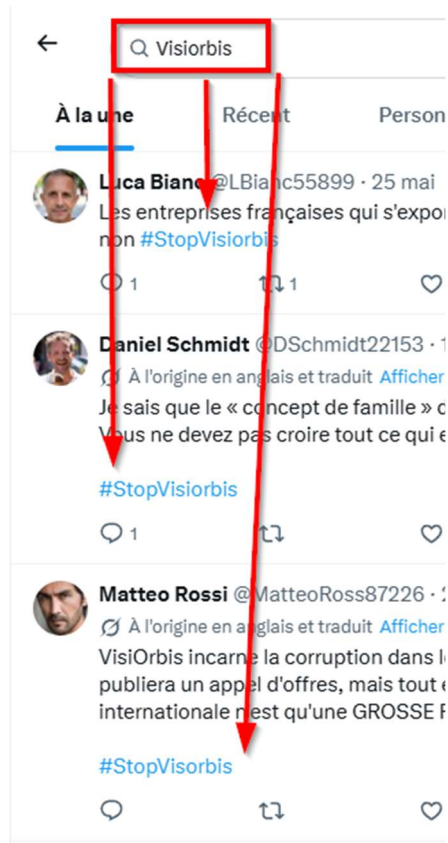 Visiorbis
À la une Récent
Luca Bianc @LBianc55899 · 25 mai
Les entreprises françaises qui s'expor
non #StopVisiorbis
1 1
Daniel Schmidt @DSchmidt22153 · 1
À l'origine en anglais et traduit Afficher
Je sais que le « concept de famille » d
Vous ne devez pas croire tout ce qui e
#StopVisiorbis
1
Matteo Rossi @MatteoRoss87226 · 2
À l'origine en anglais et traduit Afficher
VisiOrbis incarne la corruption dans l
publiera un appel d'offres, mais tout
internationale n'est qu'une GROSSE
#StopVisorbis